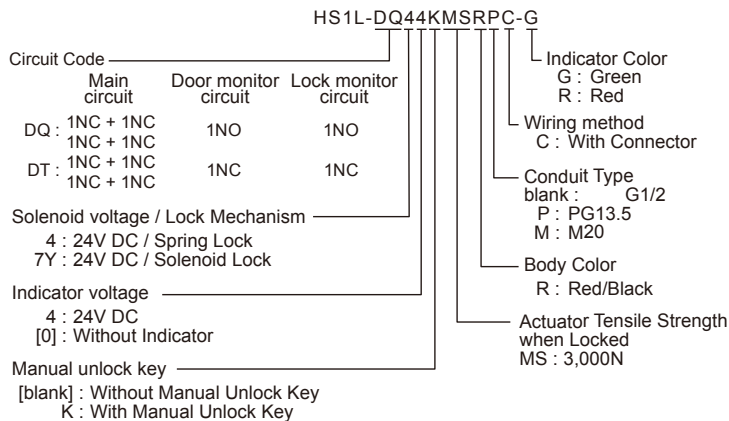 HS1L-DQ44KMSRPC-G
Circuit Code
Main circuit Door monitor circuit Lock monitor circuit
DQ : 1NC + 1NC 1NC + 1NC 1NO 1NO
DT : 1NC + 1NC 1NC + 1NC 1NC 1NC
Solenoid voltage / Lock Mechanism
4 : 24V DC / Spring Lock
7Y : 24V DC / Solenoid Lock
Indicator voltage
4 : 24V DC
[0] : Without Indicator
Manual unlock key
[blank] : Without Manual Unlock Key
K : With Manual Unlock Key
Indicator Color
G : Green
R : Red
Wiring method
C : With Connector
Conduit Type
blank : G1/2
P : PG13.5
M : M20
Body Color
R : Red/Black
Actuator Tensile Strength
when Locked
MS : 3,000N